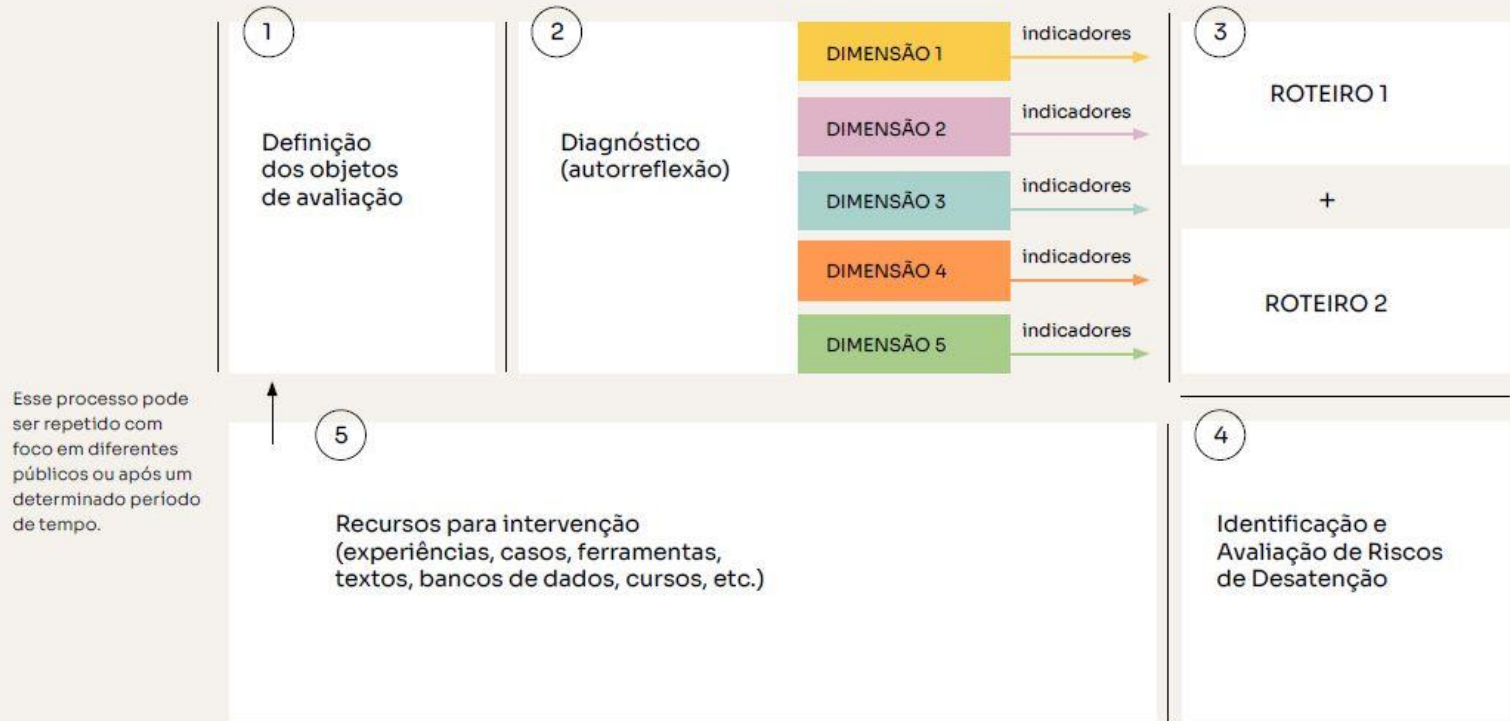 1
Definição
dos objetos
de avaliação
2
Diagnóstico
(autorreflexão)
DIMENSÃO 1
indicadores
DIMENSÃO 2
indicadores
DIMENSÃO 3
indicadores
DIMENSÃO 4
indicadores
DIMENSÃO 5
indicadores
3
ROTEIRO 1
+
ROTEIRO 2
4
Identificação e
Avaliação de Riscos
de Desatenção
5
Recursos para intervenção
(experiências, casos, ferramentas,
textos, bancos de dados, cursos, etc.)
Esse processo pode
ser repetido com
foco em diferentes
públicos ou após um
determinado período
de tempo.